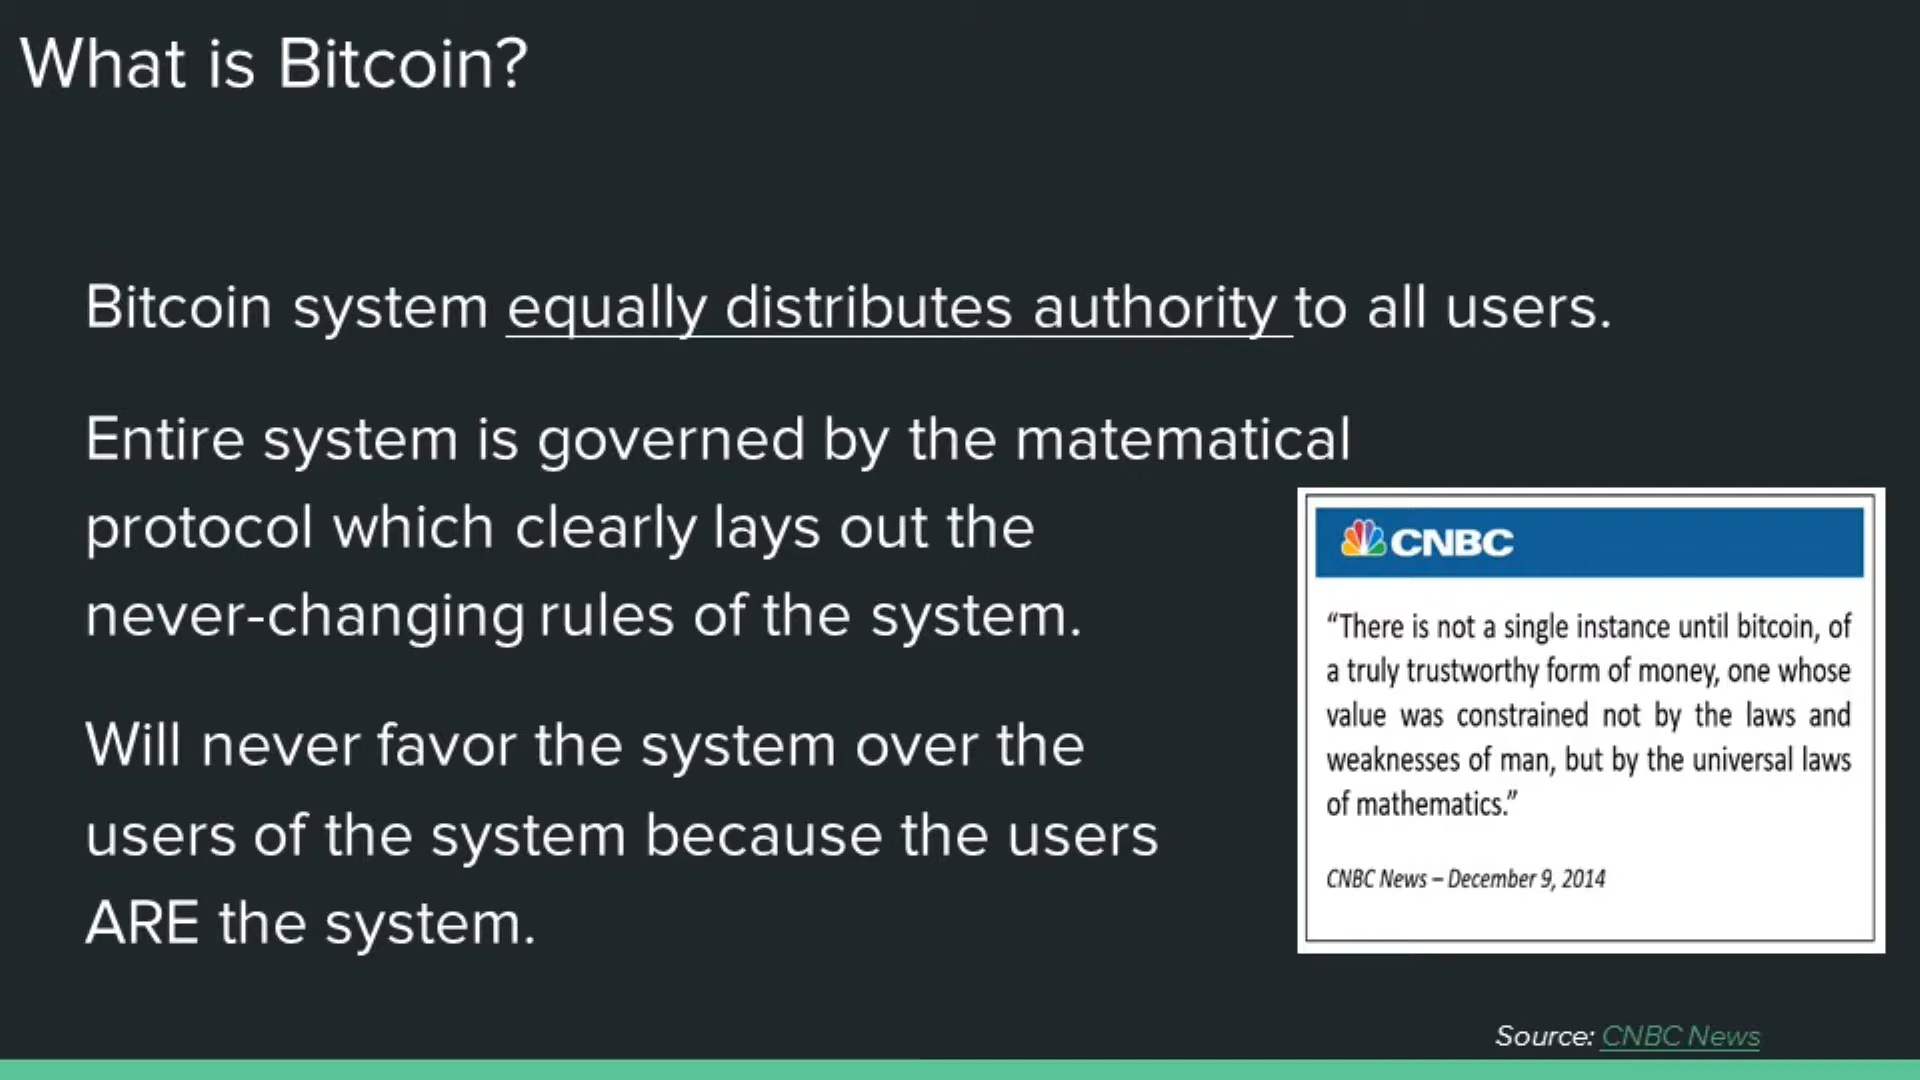 What is Bitcoin?
Bitcoin system equally distributes authority to all users.
Entire system is governed by the matematical
protocol which clearly lays out the
never-changing rules of the system.
Will never favor the system over the
users of the system because the users
ARE the system.
CNBC
“There is not a single instance until bitcoin, of
a truly trustworthy form of money, one whose
value was constrained not by the laws and
weaknesses of man, but by the universal laws
of mathematics.”
CNBC News – December 9, 2014
Source: CNBC News